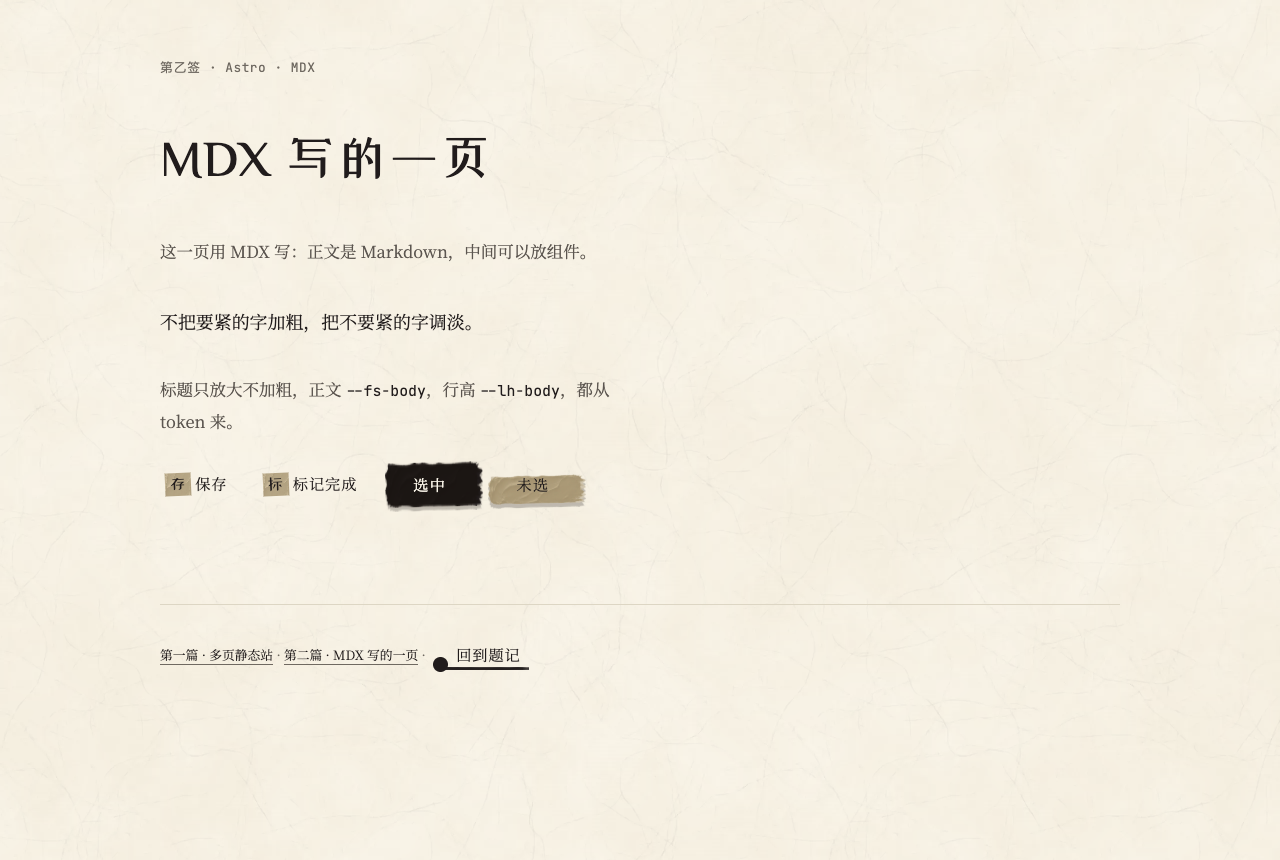 第乙签 · Astro · MDX
MDX 写的一页
这一页用 MDX 写：正文是 Markdown，中间可以放组件。
不把要紧的字加粗，把不要紧的字调淡。
标题只放大不加粗，正文 --fs-body，行高 --lh-body，都从
token 来。
存 保存 标 标记完成 选中 未选
第一篇 · 多页静态站 · 第二篇 · MDX 写的一页 · 回到题记